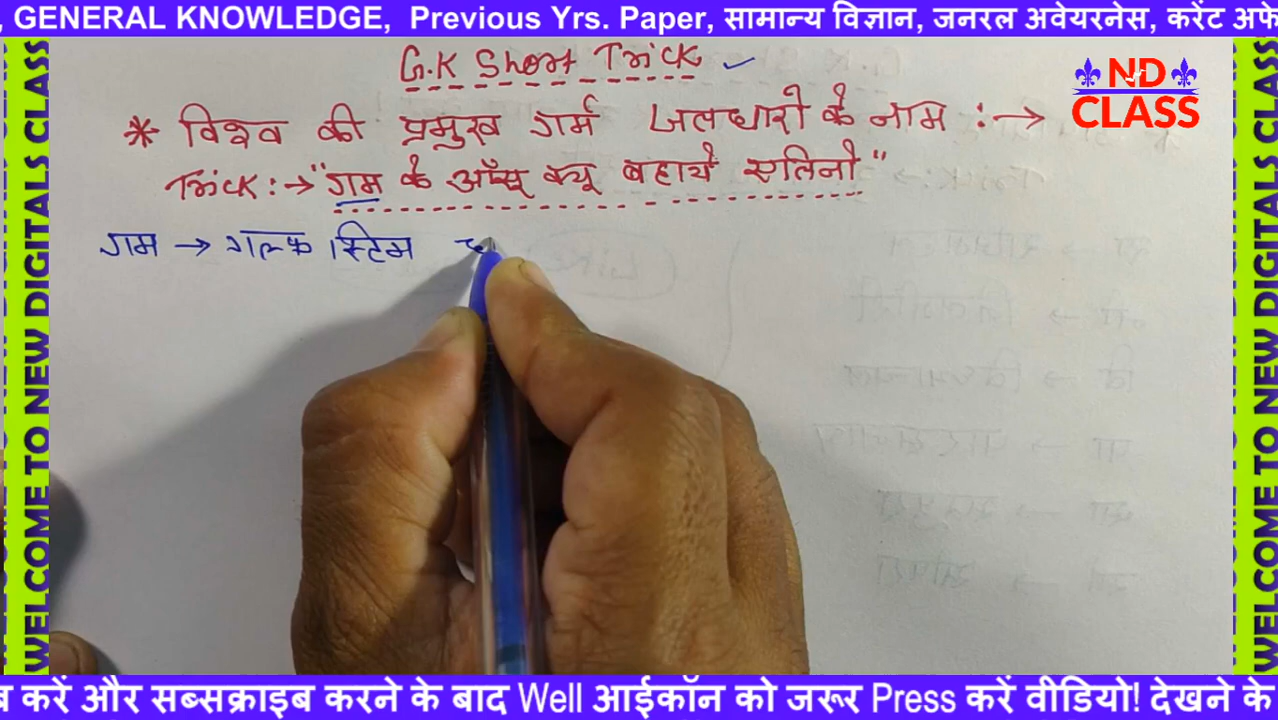 , GENERAL KNOWLEDGE, Previous Yrs. Paper, सामान्य विज्ञान, जनरल अवेयरनेस, करेंट अफे
G.K Short Trick
ND
CLASS
* विश्व की प्रमुख गर्म जलधारो के नाम :→
Trick :→ "गम के आँसू क्यू बहाये एलिनो"
गम → गल्फ स्टिम
WELCOME TO NEW DIGITALS CLASS
WELCOME TO NEW DIGITALS CLASS
ब करें और सब्सक्राइब करने के बाद Well आईकॉन को जरूर Press करें वीडियो! देखने के